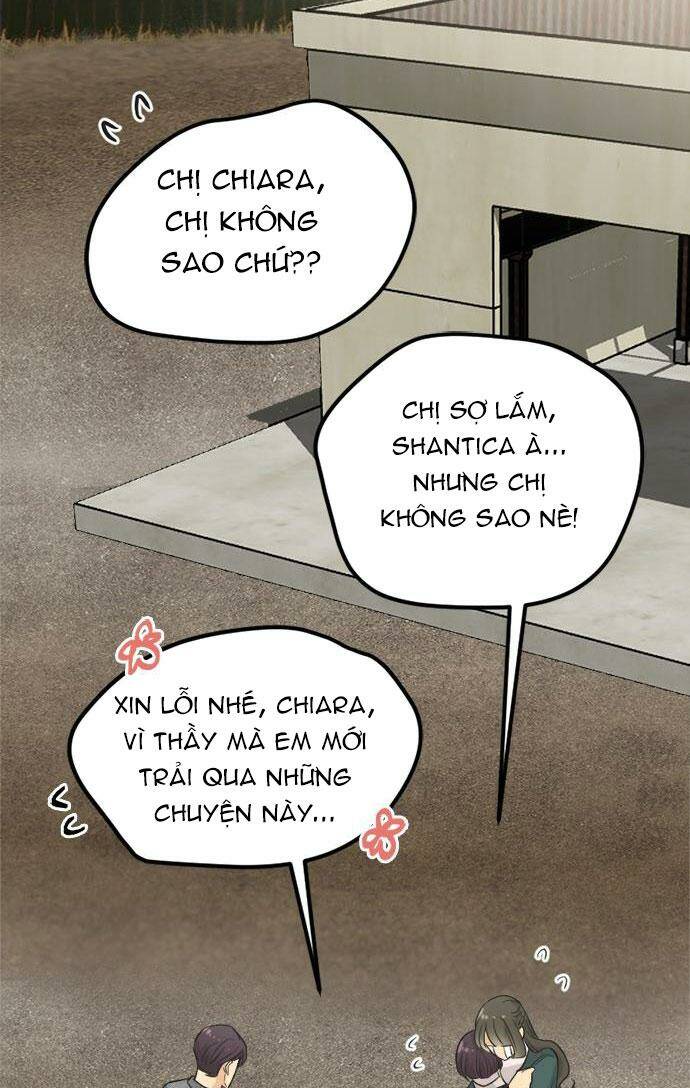 CHỊ CHIARA,
CHỊ KHÔNG
SAO CHỨ??
CHỊ SỢ LẮM,
SHANTICA À...
NHƯNG CHỊ
KHÔNG SAO NÈ!
XIN LỖI NHÉ, CHIARA,
VÌ THẦY MÀ EM MỚI
TRẢI QUA NHỮNG
CHUYỆN NÀY...